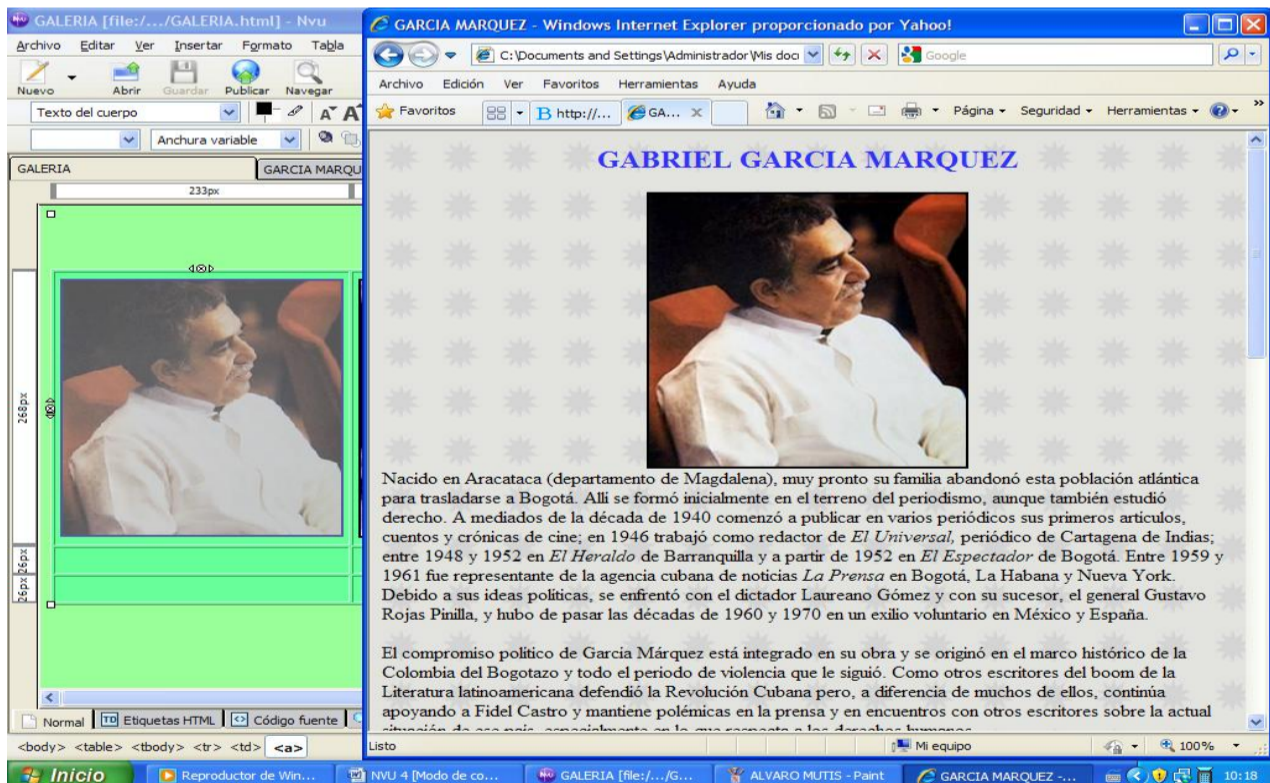 GALERIA [file:/.../GALERIA.html] - Nvu
Archivo Editar Ver Insertar Formato Tabla
Nuevo Abrir Guardar Publicar Navegar
Texto del cuerpo
Anchura variable
GALERIA GARCIA MARQU
233px
268px
26px
26px
Normal Etiquetas HTML Código fuente
<body> <table> <tbody> <tr> <td> <a>
GARCIA MARQUEZ - Windows Internet Explorer proporcionado por Yahoo!
C:\Documents and Settings\Administrador\Mis doci Google
Archivo Edición Ver Favoritos Herramientas Ayuda
Favoritos http://... GA... Página Seguridad Herramientas
GABRIEL GARCIA MARQUEZ
Nacido en Aracataca (departamento de Magdalena), muy pronto su familia abandonó esta población atlántica
para trasladarse a Bogotá. Alli se formó inicialmente en el terreno del periodismo, aunque también estudió
derecho. A mediados de la década de 1940 comenzó a publicar en varios periódicos sus primeros artículos,
cuentos y crónicas de cine; en 1946 trabajó como redactor de El Universal, periódico de Cartagena de Indias;
entre 1948 y 1952 en El Heraldo de Barranquilla y a partir de 1952 en El Espectador de Bogotá. Entre 1959 y
1961 fue representante de la agencia cubana de noticias La Prensa en Bogotá, La Habana y Nueva York.
Debido a sus ideas políticas, se enfrentó con el dictador Laureano Gómez y con su sucesor, el general Gustavo
Rojas Pinilla, y hubo de pasar las décadas de 1960 y 1970 en un exilio voluntario en México y España.
El compromiso político de García Márquez está integrado en su obra y se originó en el marco histórico de la
Colombia del Bogotazo y todo el periodo de violencia que le siguió. Como otros escritores del boom de la
Literatura latinoamericana defendió la Revolución Cubana pero, a diferencia de muchos de ellos, continúa
apoyando a Fidel Castro y mantiene polémicas en la prensa y en encuentros con otros escritores sobre la actual
situación de ese país, especialmente en lo que respecta a los derechos humanos.
Listo Mi equipo 100%
Inicio Reproductor de Win... NVU 4 [Modo de co... GALERIA [file:/.../G... ALVARO MUTIS - Paint GARCIA MARQUEZ -... 10:18